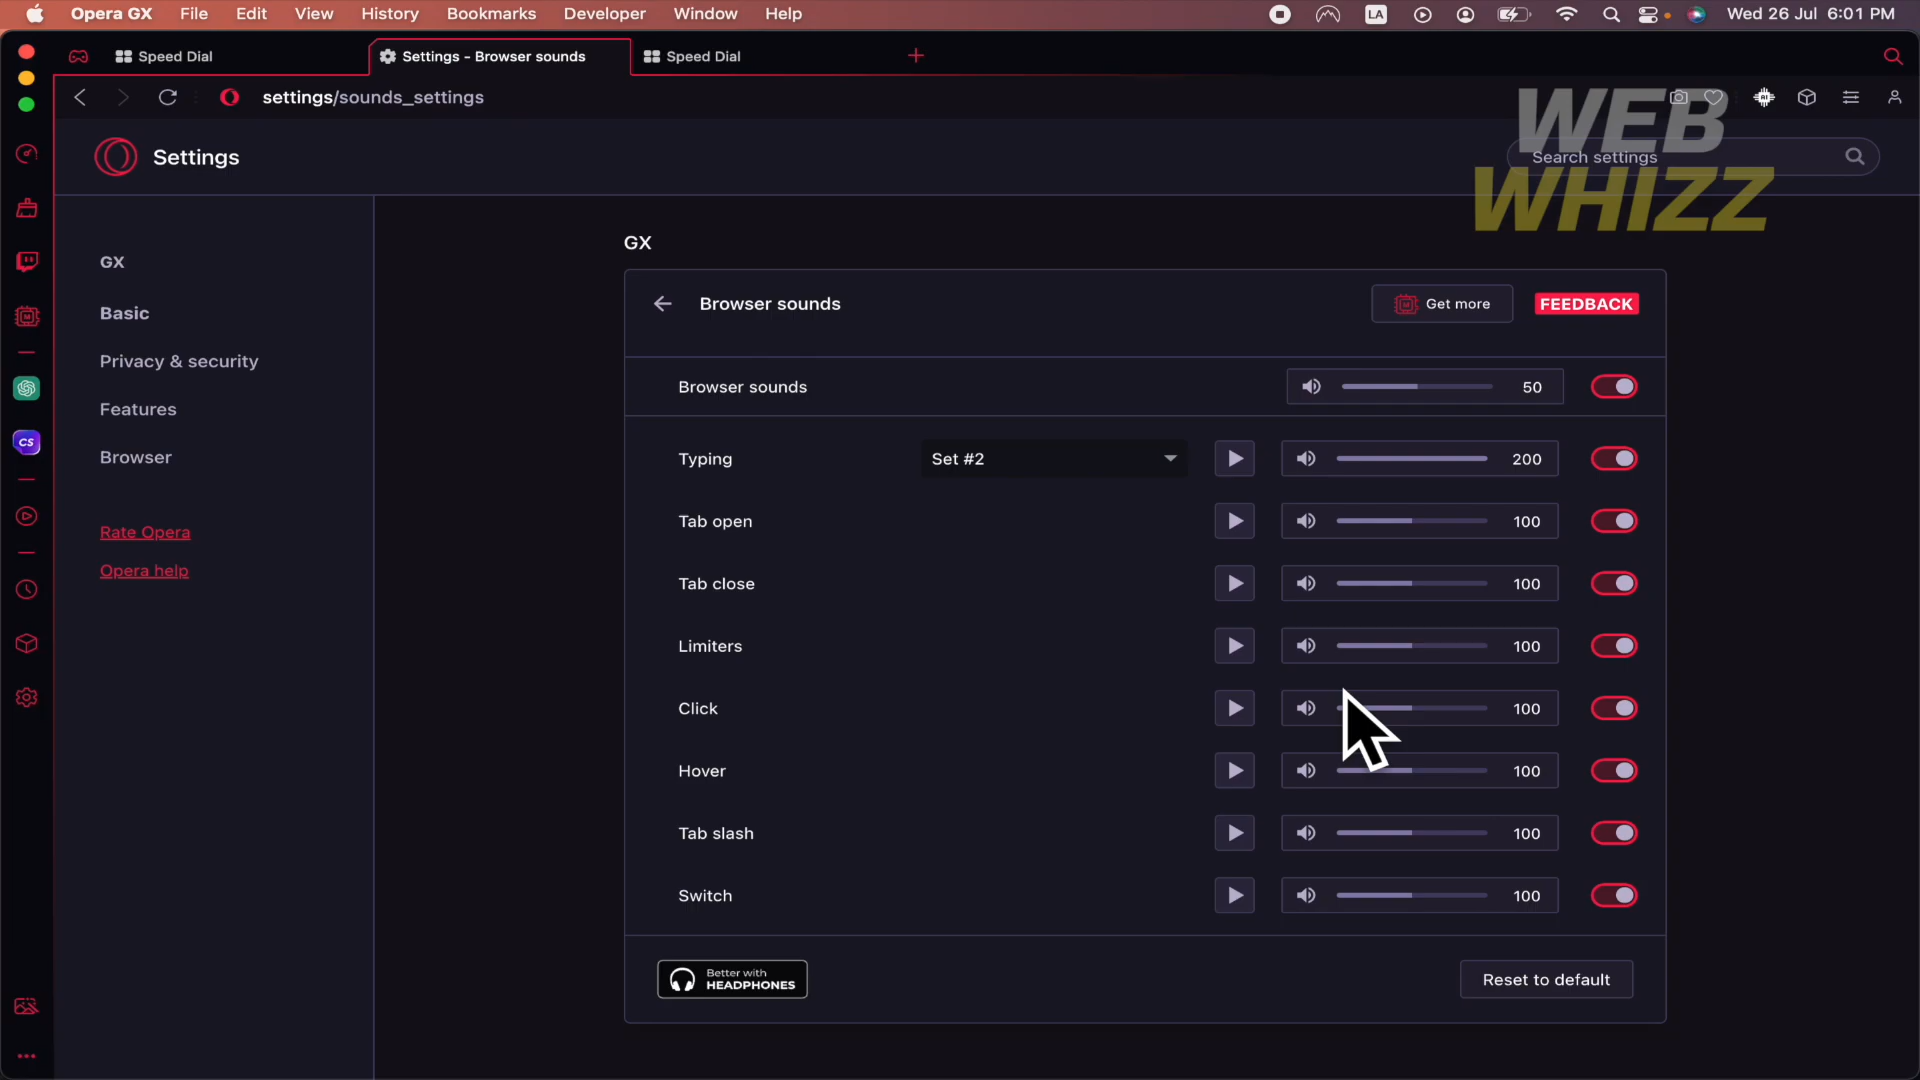 Opera GX File Edit View History Bookmarks Developer Window Help LA Wed 26 Jul 6:01 PM
Speed Dial Settings - Browser sounds Speed Dial
settings/sounds_settings AI
WEB
Settings Search settings
WHIZZ
GX
Basic
Privacy & security
Features
Browser
Rate Opera
Opera help
CS
GX
Browser sounds Get more FEEDBACK
Browser sounds 50
Typing Set #2 200
Tab open 100
Tab close 100
Limiters 100
Click 100
Hover 100
Tab slash 100
Switch 100
Better with
HEADPHONES
Reset to default